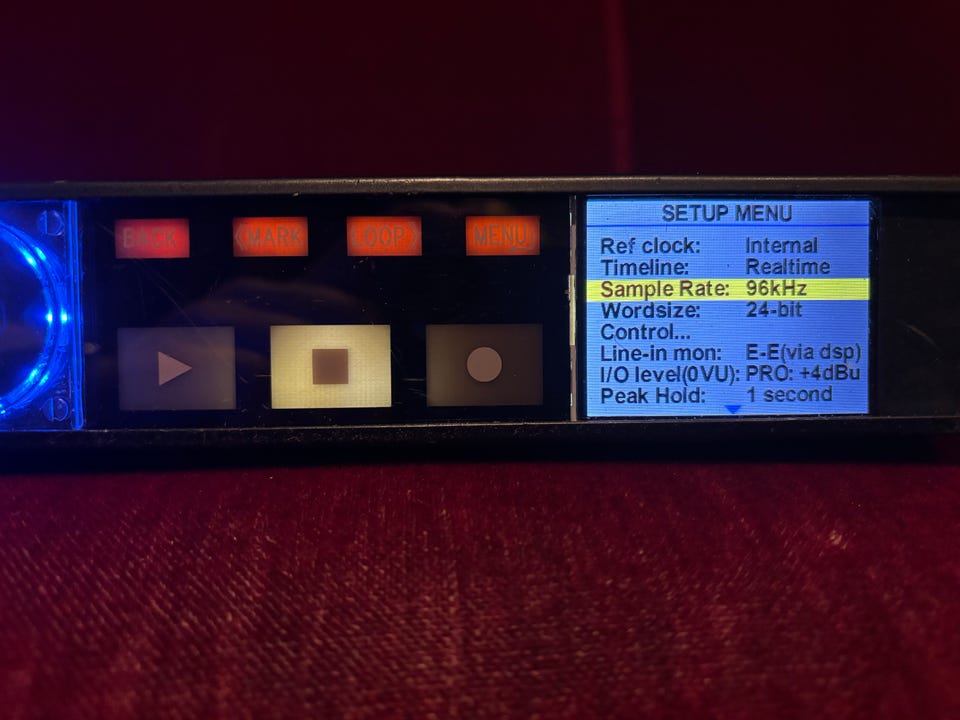 BACK <MARK LOOP> MENU
SETUP MENU
Ref clock: Internal
Timeline: Realtime
Sample Rate: 96kHz
Wordsize: 24-bit
Control...
Line-in mon: E-E(via dsp)
I/O level(0VU): PRO: +4dBu
Peak Hold: 1 second